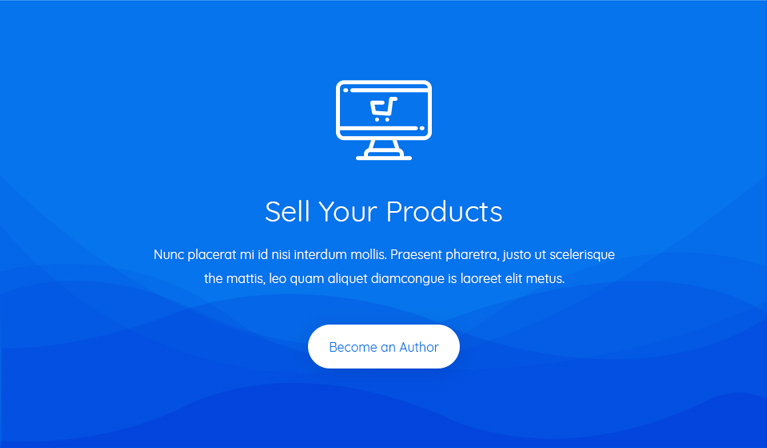 Sell Your Products
Nunc placerat mi id nisi interdum mollis. Praesent pharetra, justo ut scelerisque
the mattis, leo quam aliquet diamcongue is laoreet elit metus.
Become an Author